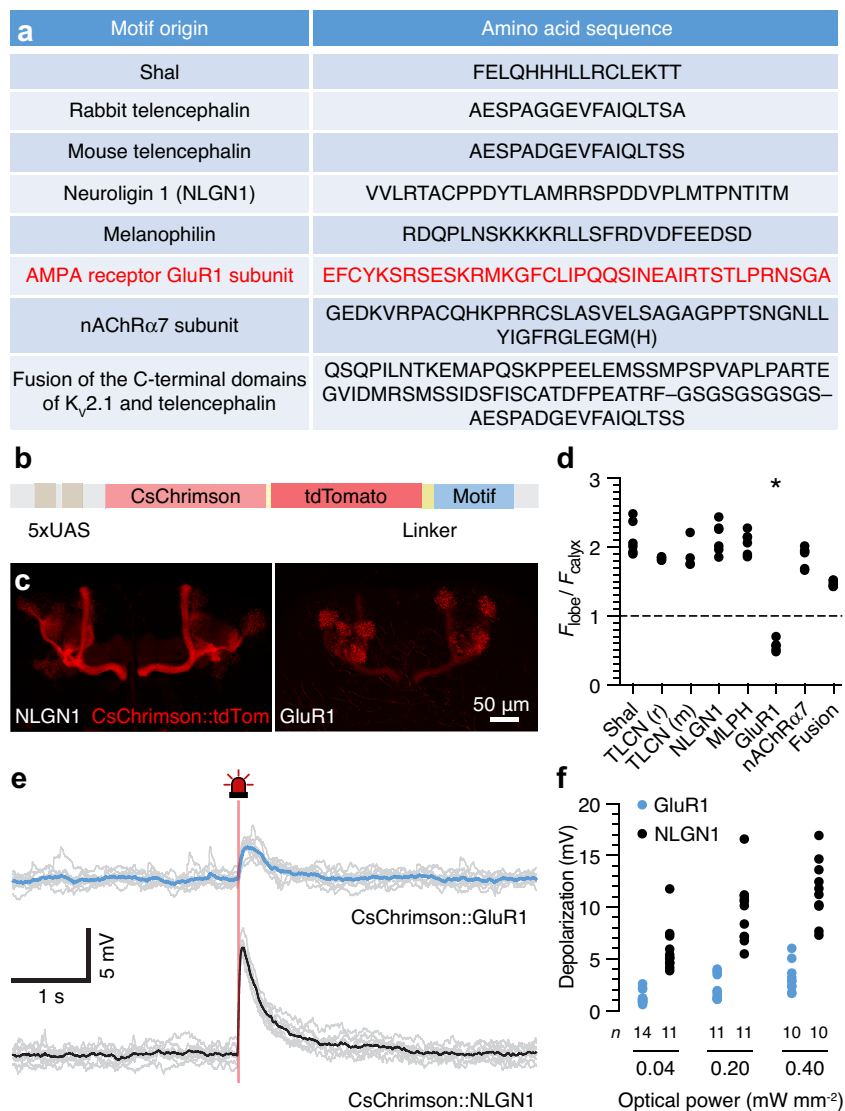 a
Motif origin Amino acid sequence
Shal FELQHHHLLRCLEKTT
Rabbit telencephalin AESPAGGEVFAIQLTSA
Mouse telencephalin AESPADGEVFAIQLTSS
Neuroligin 1 (NLGN1) VVLRTACPPDYTLAMRRSPDDVPLMTPNTITM
Melanophilin RDQPLNSKKKKRLLSFRDVDFEEDSD
AMPA receptor GluR1 subunit EFCYKSRSESKRMKGFCLIPQQSINEAIRTSTLPRNSGA
nAChRα7 subunit GEDKVRPACQHKPRRCSLASVELSAGAGPPTSNGNLL
YIGFRGLEGM(H)
Fusion of the C-terminal domains
of KV2.1 and telencephalin
QSQPILNTKEMAPQSKPPEELEMSSMPSPVAPLPARTE
GVIDMRSMSSIDSFISCATDFPEATRF–GSGSGSGSGS–
AESPADGEVFAIQLTSS
b
CsChrimson tdTomato Motif
5xUAS Linker
c
NLGN1 CsChrimson::tdTom
GluR1 50 µm
d
Flobe/ Fcalyx
3
2
1
0
*
Shal
TLCN (r)
TLCN (m)
NLGN1
MLPH
GluR1
nAChRα7
Fusion
e
CsChrimson::GluR1
5 mV
1 s
CsChrimson::NLGN1
f
GluR1
NLGN1
Depolarization (mV)
20
15
10
5
0
n 14 11 11 11 10 10
0.04 0.20 0.40
Optical power (mW mm-2)